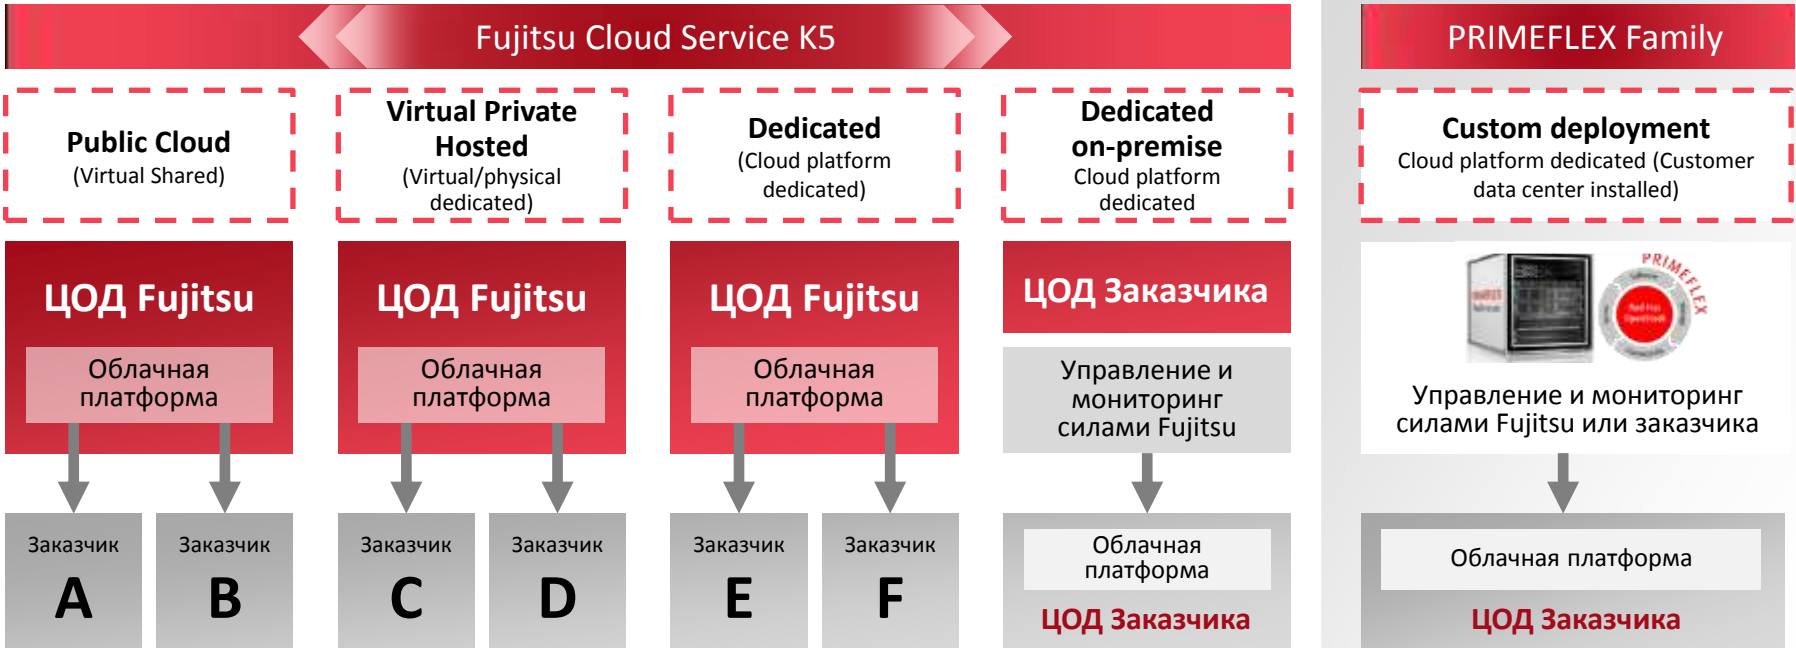 Fujitsu Cloud Service K5
PRIMEFLEX Family
Public Cloud
(Virtual Shared)
Virtual Private
Hosted
(Virtual/physical
dedicated)
Dedicated
(Cloud platform
dedicated)
Dedicated
on-premise
Cloud platform
dedicated
Custom deployment
Cloud platform dedicated (Customer
data center installed)
ЦОД Fujitsu
Облачная
платформа
ЦОД Fujitsu
Облачная
платформа
ЦОД Fujitsu
Облачная
платформа
ЦОД Заказчика
Управление и
мониторинг
силами Fujitsu
PRIMEFLEX
Red Hat
OpenStack
Управление и мониторинг
силами Fujitsu или заказчика
Заказчик
A
Заказчик
B
Заказчик
C
Заказчик
D
Заказчик
E
Заказчик
F
Облачная
платформа
ЦОД Заказчика
Облачная платформа
ЦОД Заказчика